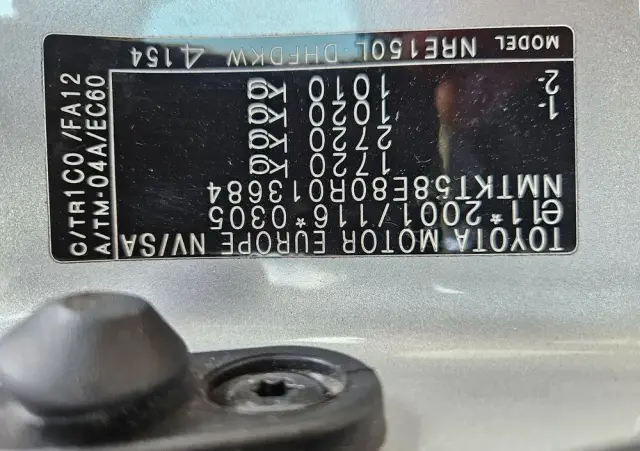 TOYOTA MOTOR EUROPE NV/SA
e11*2001/116*0305
NMTKT58E80R013684
1720 kg
2720 kg
1- 1020 kg
2- 1010 kg
C/TR1C0 /FA12
A/TM-04A/EC60
MODEL NRE150L-DHFDKW 4154